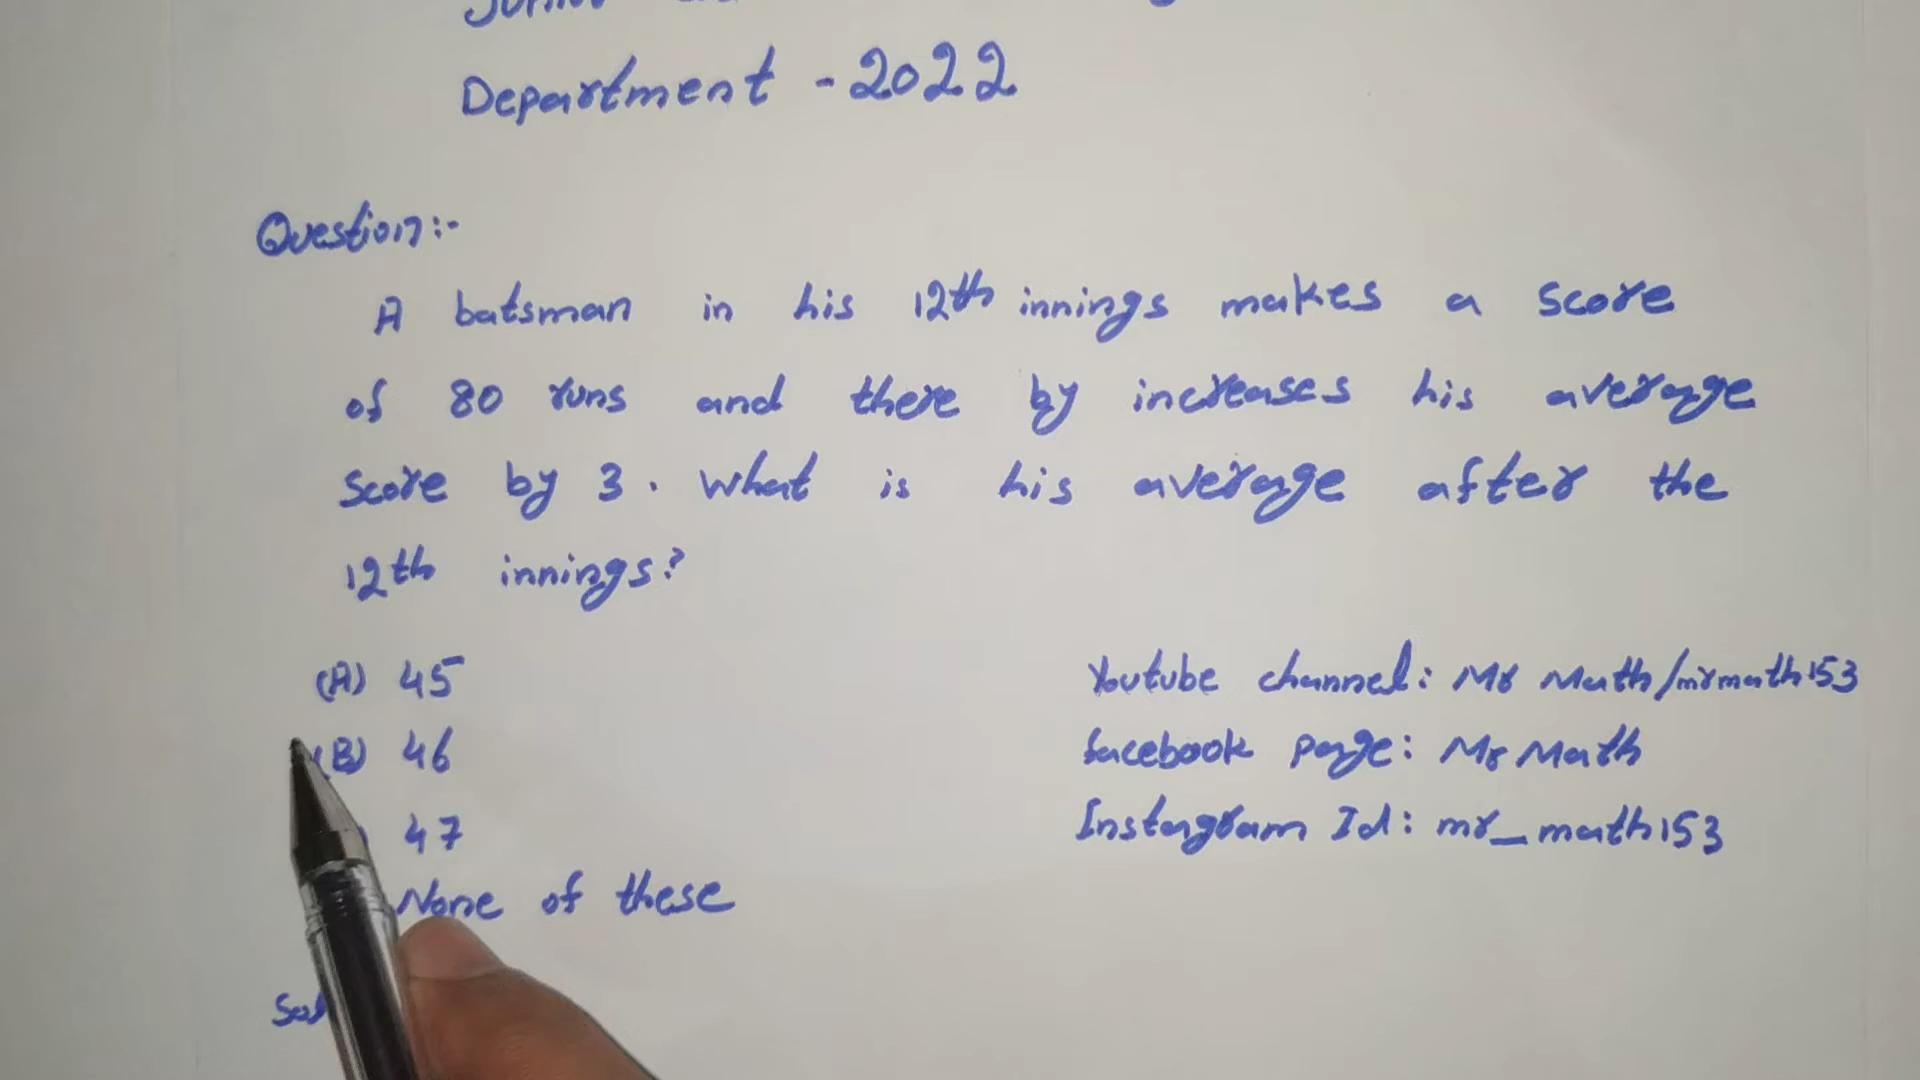 Department - 2022
Question:-
A batsman in his 12th innings makes a score
of 80 runs and there by increases his average
score by 3. What is his average after the
12th innings?
(A) 45
(B) 46
47
None of these
Youtube channel: Mr Math/mrmath153
facebook page: Mr Math
Instagram Id: mr_math153